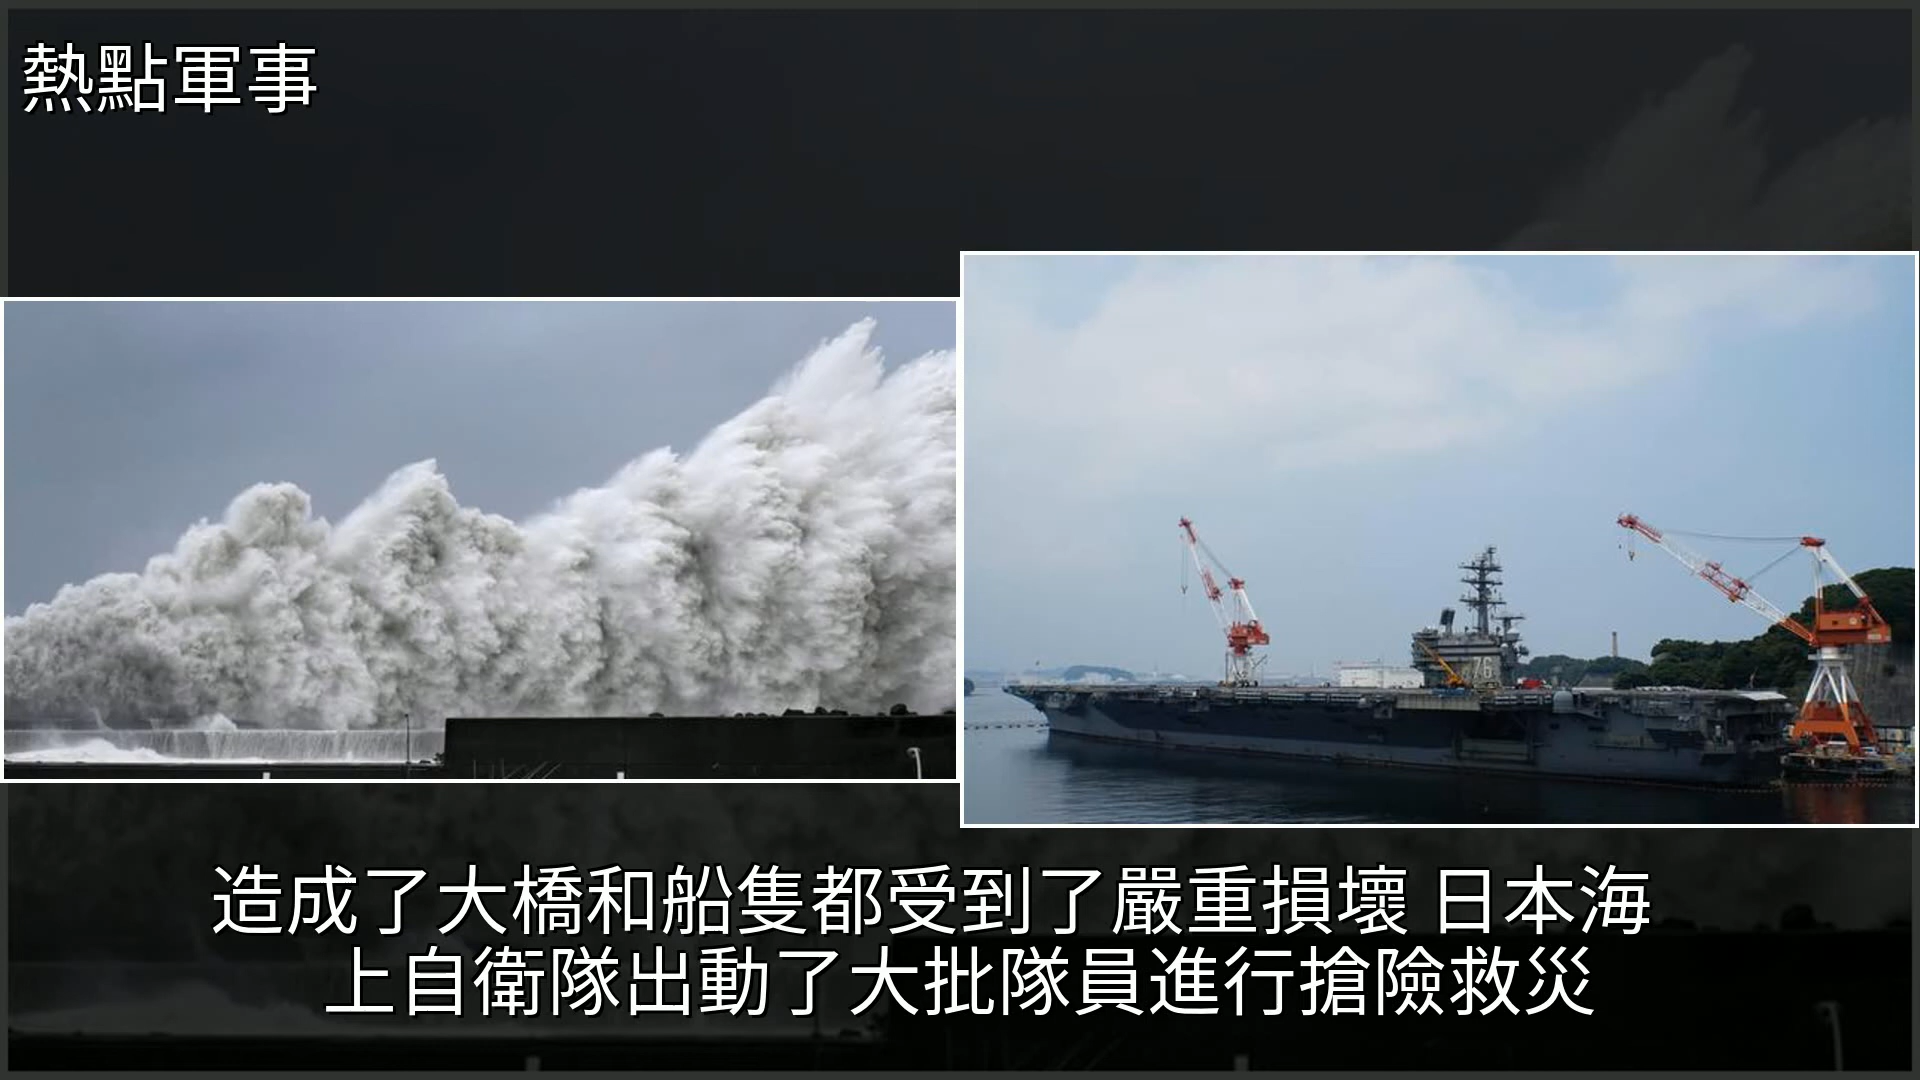 熱點軍事
76
造成了大橋和船隻都受到了嚴重損壞 日本海
上自衛隊出動了大批隊員進行搶險救災